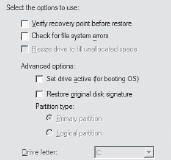 Select the options to use:
Verify recovery point before restore
Check for file system errors
Resize drive to fill unallocated space
Advanced options:
Set drive active (for booting OS)
Restore original disk signature
Partition type:
Primary partition
Logical partition
Drive letter:
C